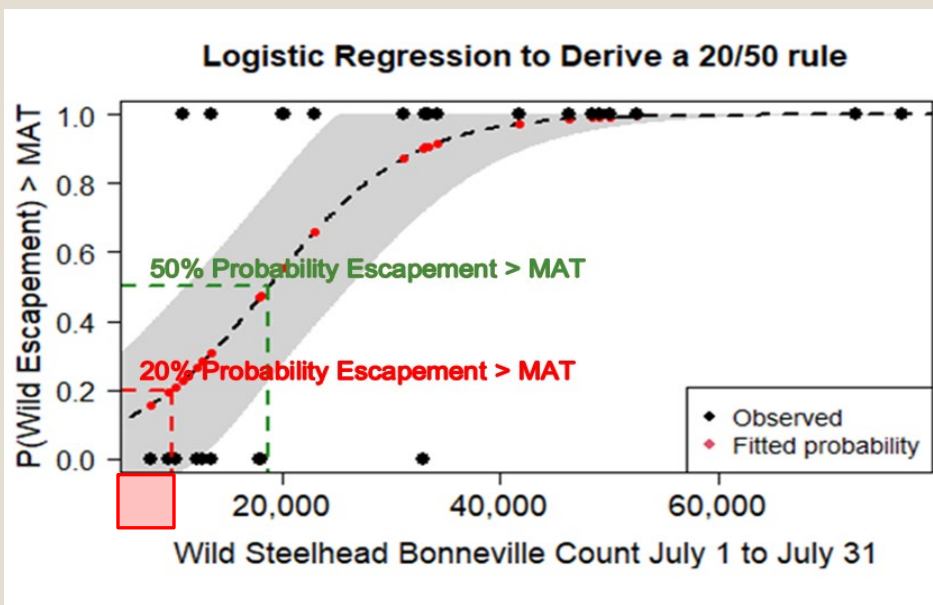 Logistic Regression to Derive a 20/50 rule
P(Wild Escapement) > MAT
1.0
0.8
0.6
50% Probability Escapement > MAT
0.4
20% Probability Escapement > MAT
0.2
0.0
Observed
Fitted probability
20,000 40,000 60,000
Wild Steelhead Bonneville Count July 1 to July 31